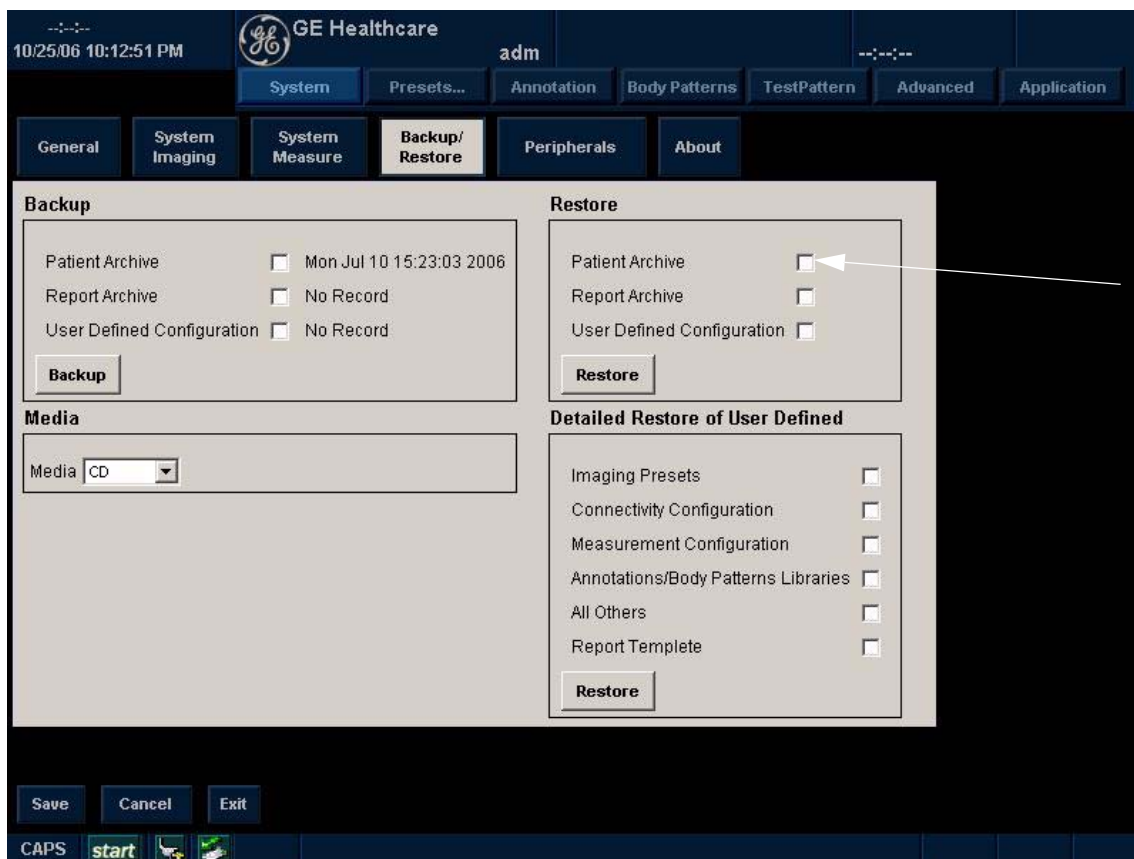 --:--:--
10/25/06 10:12:51 PM
GE
GE Healthcare
adm
--:--:--
System
Presets...
Annotation
Body Patterns
TestPattern
Advanced
Application
General
System
Imaging
System
Measure
Backup/
Restore
Peripherals
About
Backup
Patient Archive Mon Jul 10 15:23:03 2006
Report Archive No Record
User Defined Configuration No Record
Backup
Media
Media CD
Restore
Patient Archive
Report Archive
User Defined Configuration
Restore
Detailed Restore of User Defined
Imaging Presets
Connectivity Configuration
Measurement Configuration
Annotations/Body Patterns Libraries
All Others
Report Templete
Restore
Save
Cancel
Exit
CAPS
start